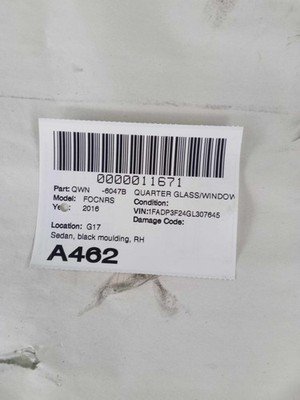 0000011671
Part: QWN -6047B QUARTER GLASS/WINDOW
Model: FOCNRS Condition:
2016 VIN:1FADP3F24GL307645
Damage Code:
Location: G17
Sedan, black moulding, RH
A462